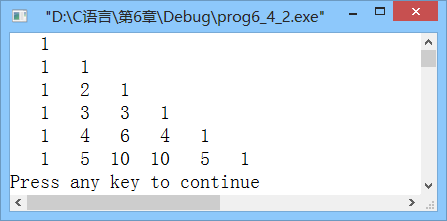 "D:\C语言\第6章\Debug\prog6_4_2.exe"
1
1 1
1 2 1
1 3 3 1
1 4 6 4 1
1 5 10 10 5 1
Press any key to continue